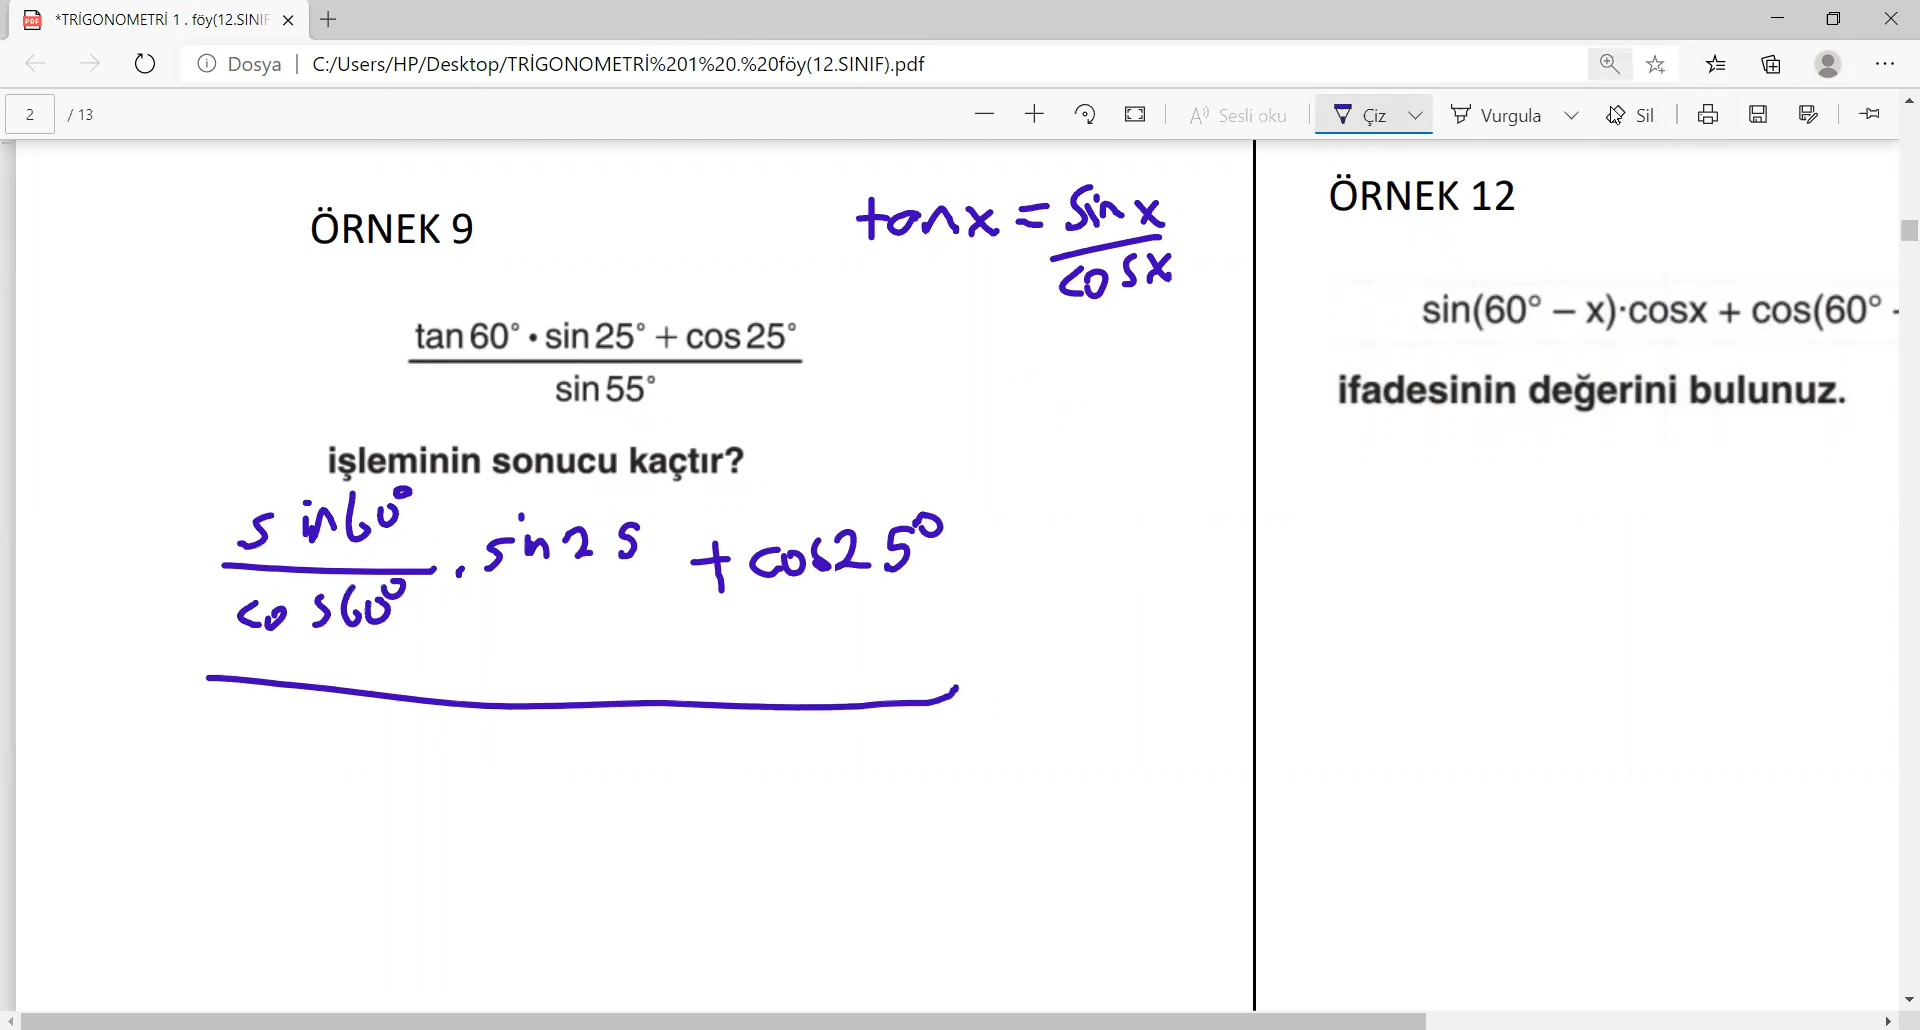 *TRİGONOMETRİ 1 . föy(12.SINIF
Dosya | C:/Users/HP/Desktop/TRİGONOMETRİ%201%20.%20föy(12.SINIF).pdf
2 / 13 Sesli oku Çiz Vurgula Sil
ÖRNEK 9
tanx = sinx / cosx
tan 60° • sin 25° + cos 25°
sin 55°
işleminin sonucu kaçtır?
sin60° . sin25 + cos25°
cos60°
ÖRNEK 12
sin(60° – x)·cosx + cos(60° -
ifadesinin değerini bulunuz.